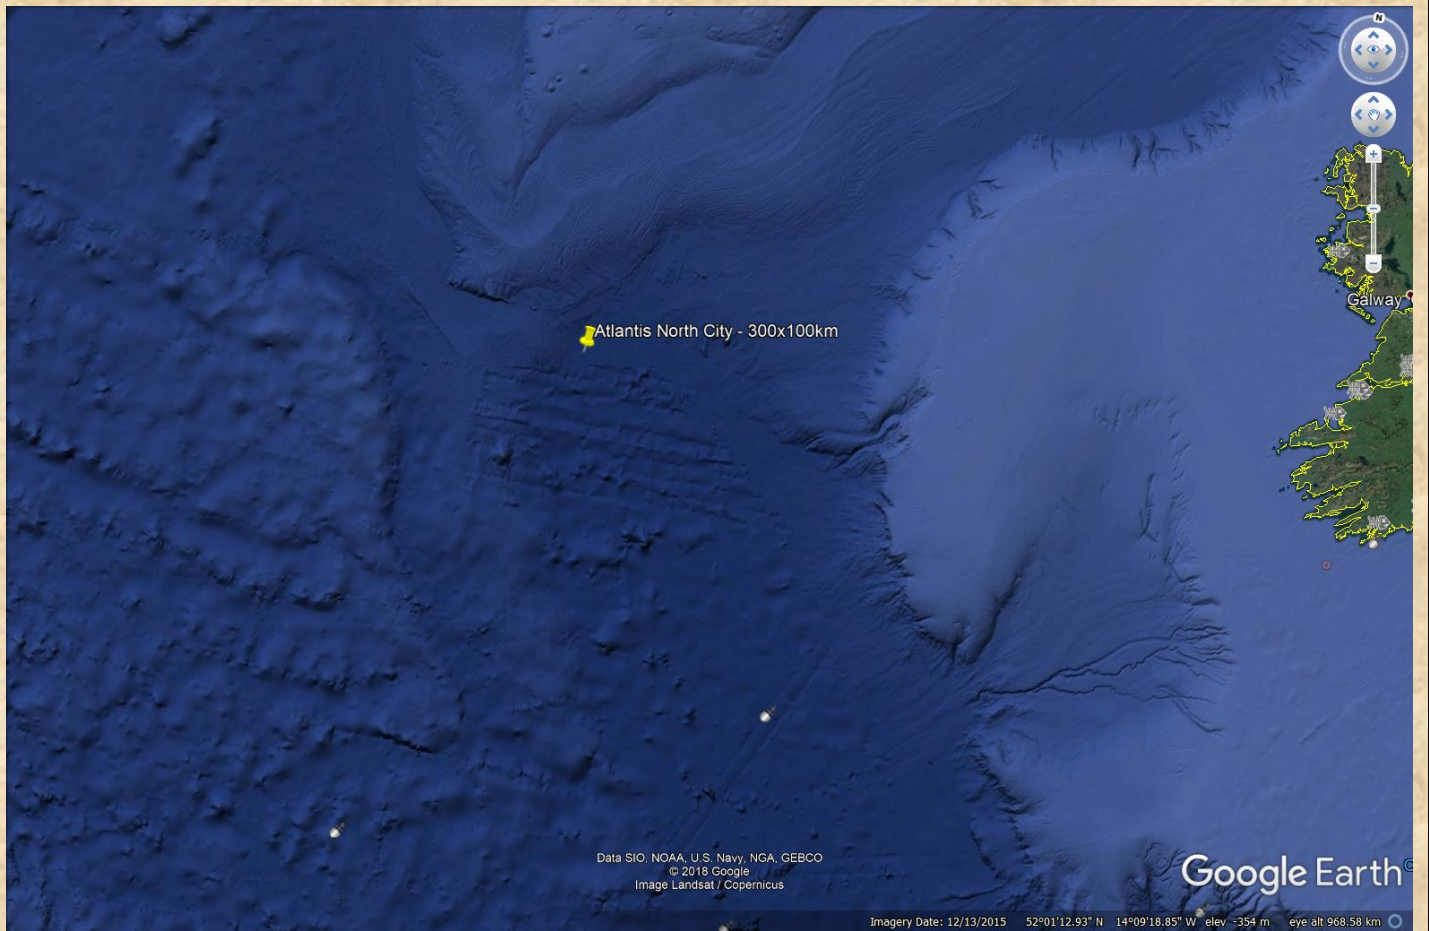 N
Galway
Atlantis North City - 300x100km
Data SIO, NOAA, U.S. Navy, NGA, GEBCO
© 2018 Google
Image Landsat / Copernicus
Google Earth
Imagery Date: 12/13/2015 52°01'12.93" N 14°09'18.85" W elev -354 m eye alt 968.58 km